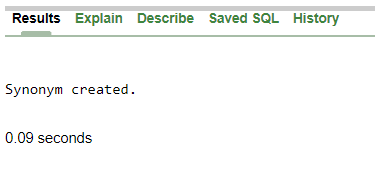 Results Explain Describe Saved SQL History
Synonym created.
0.09 seconds